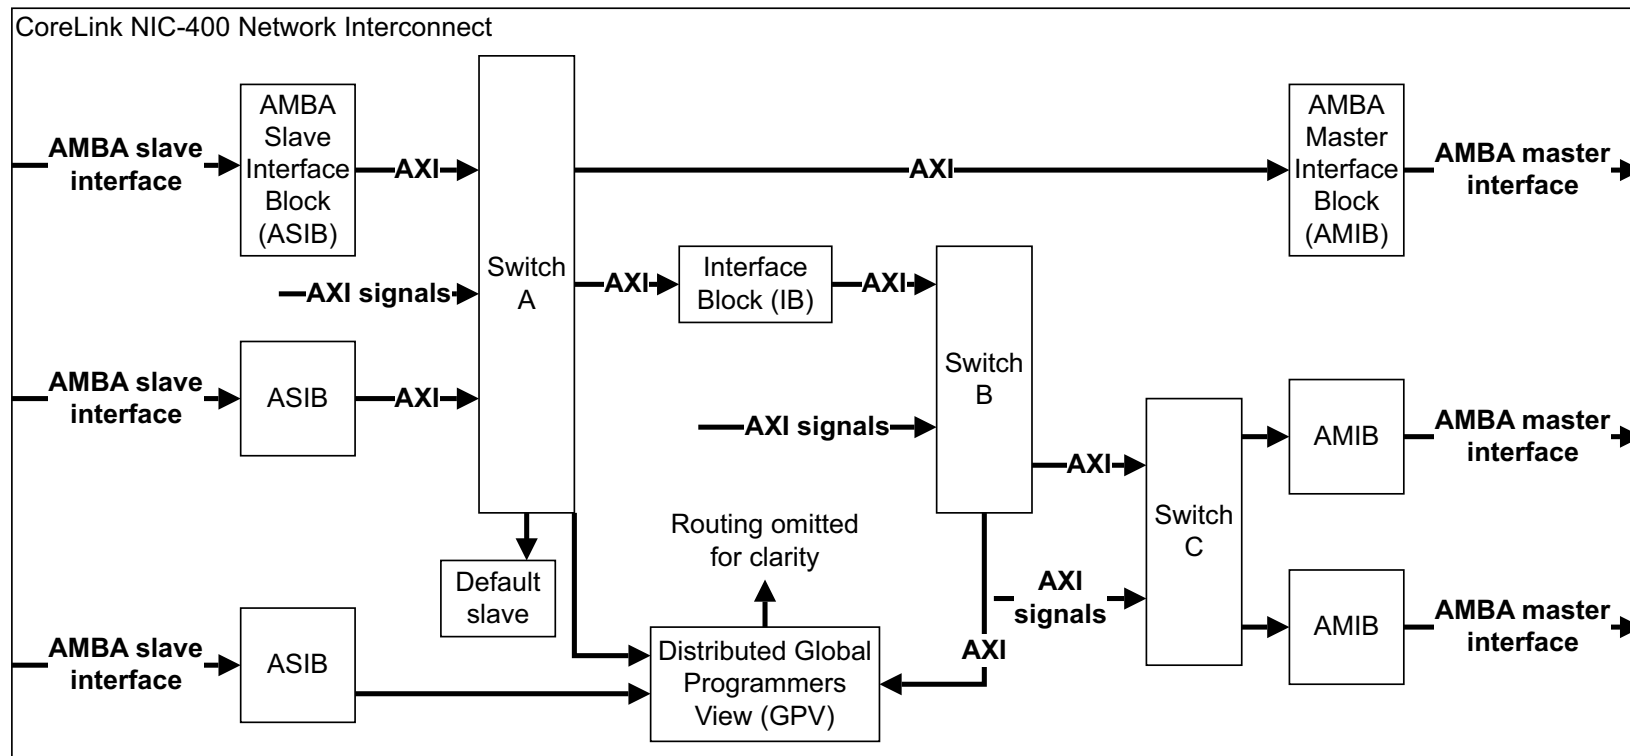 CoreLink NIC-400 Network Interconnect
AMBA slave
interface
AMBA
Slave
Interface
Block
(ASIB)
AXI
AXI
AMBA
Master
Interface
Block
(AMIB)
AMBA master
interface
Switch
A
AXI signals
AXI
Interface
Block (IB)
AXI
Switch
B
AMBA slave
interface
ASIB
AXI
AXI signals
AXI
Switch
C
AMIB
AMBA master
interface
Default
slave
Routing omitted
for clarity
AXI
signals
AMIB
AMBA master
interface
AMBA slave
interface
ASIB
Distributed Global
Programmers
View (GPV)
AXI